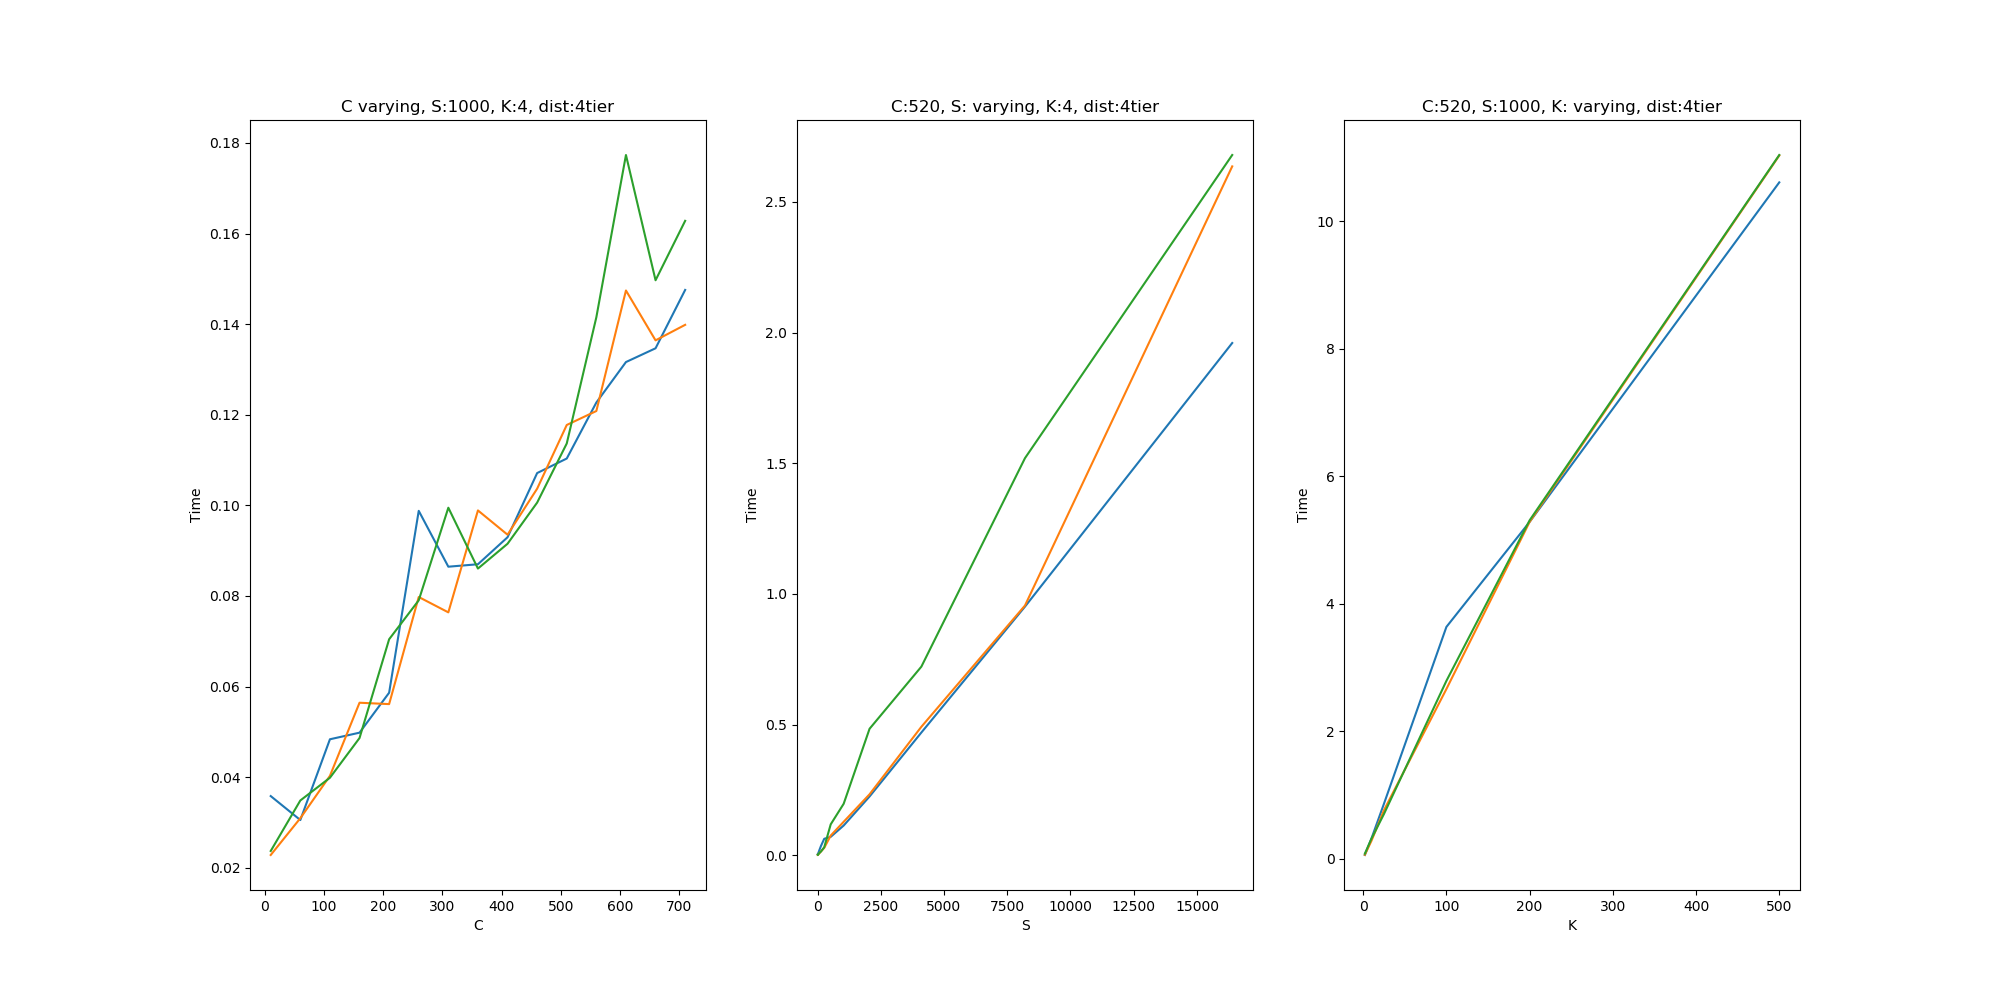 C varying, S:1000, K:4, dist:4tier
0.18
0.16
0.14
0.12
0.10
0.08
0.06
0.04
0.02
Time
0 100 200 300 400 500 600 700
C
C:520, S: varying, K:4, dist:4tier
2.5
2.0
1.5
1.0
0.5
0.0
Time
0 2500 5000 7500 10000 12500 15000
S
C:520, S:1000, K: varying, dist:4tier
10
8
6
4
2
0
Time
0 100 200 300 400 500
K